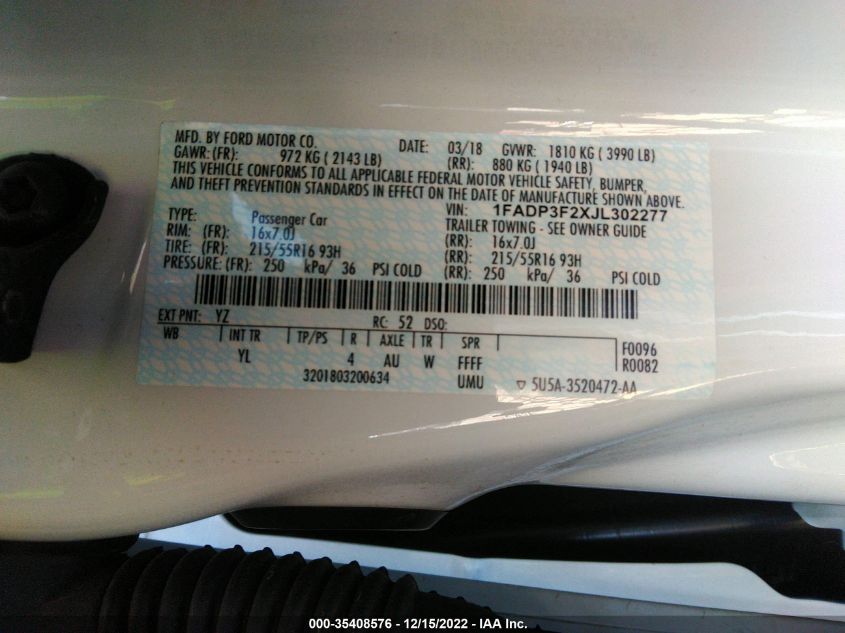 MFD. BY FORD MOTOR CO. DATE: 03/18 GVWR: 1810 KG ( 3990 LB)
GAWR: (FR): 972 KG ( 2143 LB) (RR): 880 KG ( 1940 LB)
THIS VEHICLE CONFORMS TO ALL APPLICABLE FEDERAL MOTOR VEHICLE SAFETY, BUMPER,
AND THEFT PREVENTION STANDARDS IN EFFECT ON THE DATE OF MANUFACTURE SHOWN ABOVE.
VIN: 1FADP3F2XJL302277
TYPE: Passenger Car TRAILER TOWING - SEE OWNER GUIDE
RIM: (FR): 16x7.0J (RR): 16x7.0J
TIRE: (FR): 215/55R16 93H (RR): 215/55R16 93H
PRESSURE: (FR): 250 kPa/ 36 PSI COLD (RR): 250 kPa/ 36 PSI COLD
EXT PNT: YZ RC: 52 DSO:
WB INT TR TP/PS R AXLE TR SPR F0096
YL 4 AU W FFFF R0082
3201803200634 UMU ▽ 5U5A-3520472-AA
000-35408576 - 12/15/2022 - IAA Inc.